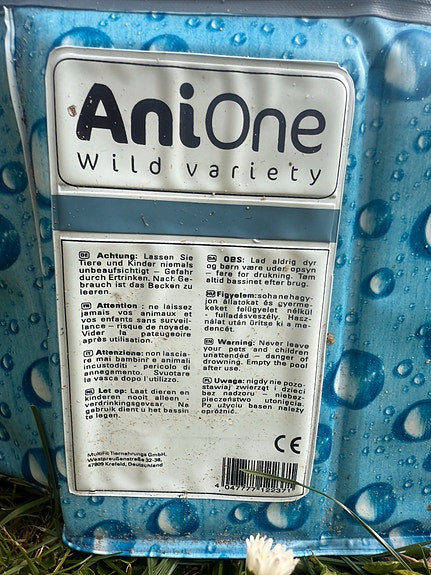 AniOne
Wild variety
DE Achtung: Lassen Sie
Tiere und Kinder niemals
unbeaufsichtigt - Gefahr
durch Ertrinken. Nach Ge-
brauch ist das Becken zu
leeren.
FR Attention : ne laissez
jamais vos animaux et
vos enfants sans surveil-
lance – risque de noyade.
Vider la pataugeoire
après utilisation.
IT Attenzione: non lascia-
re mai bambini e animali
incustoditi - pericolo di
annegamento. Svuotare
la vasca dopo l'utilizzo.
NL Let op: Laat dieren en
kinderen nooit alleen -
verdrinkingsgevaar. Na
gebruik dient u het bassin
te legen.
DA OBS: Lad aldrig dyr
og børn være uden opsyn
– fare for drukning. Tøm
altid bassinet efter brug.
HU Figyelem: soha ne hagy-
jon állatokat és gyerme-
keket felügyelet nélkül
- fulladásveszély. Hasz-
nálat után ürítse ki a me-
dencét.
EN Warning: Never leave
your pets and children
unattended – danger of
drowning. Empty the pool
after use.
PL Uwaga: nigdy nie pozo-
stawiaj zwierząt i dzieci
bez nadzoru – niebez-
pieczeństwo utonięcia.
Po użyciu basen należy
opróżnić.
MultiFit Tiernahrungs GmbH,
Westpreußenstraße 32-38,
47809 Krefeld, Deutschland
CE
4 047777 122371